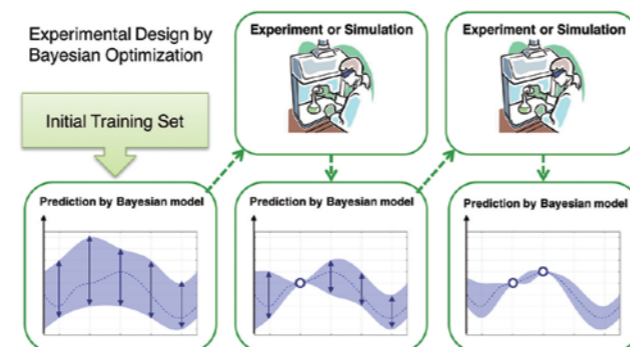 Experimental Design by
Bayesian Optimization
Initial Training Set
Experiment or Simulation
Experiment or Simulation
Prediction by Bayesian model
Prediction by Bayesian model
Prediction by Bayesian model